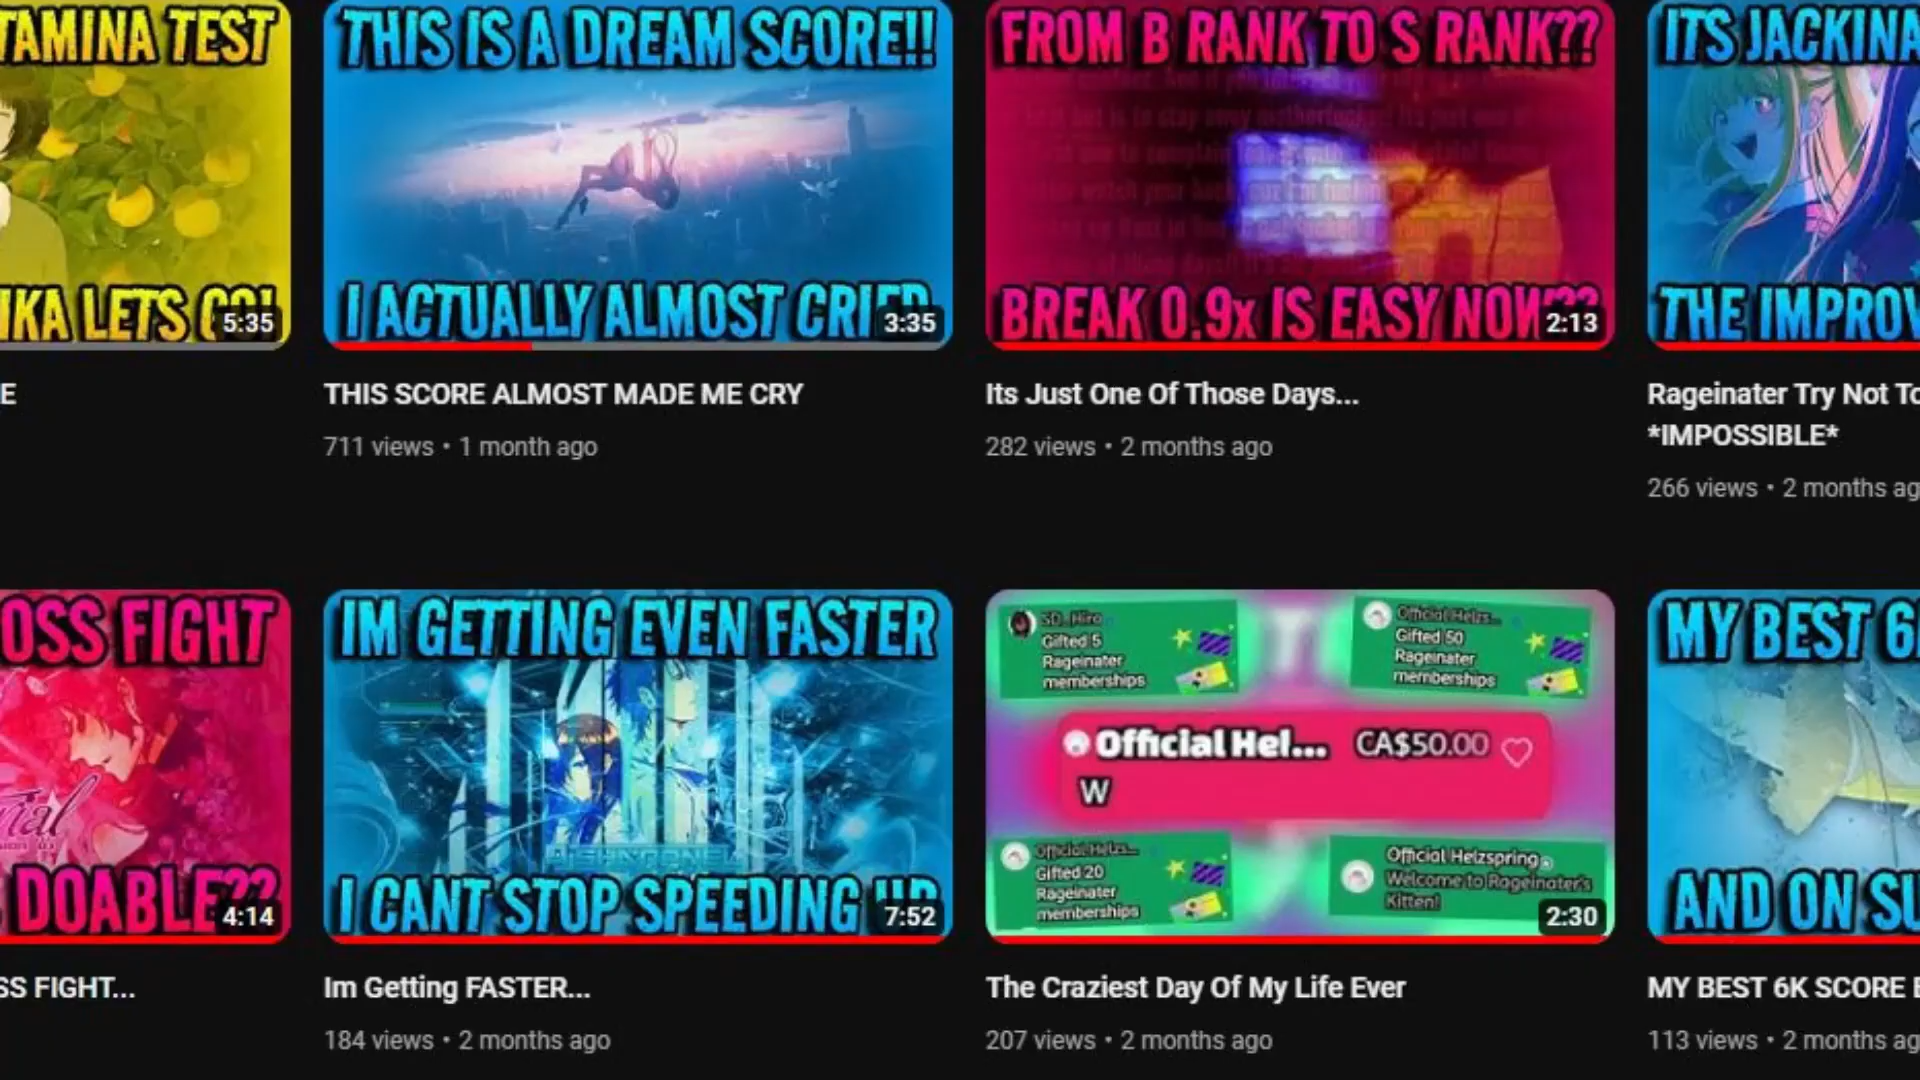 TAMINA TEST
THIS IS A DREAM SCORE!!
FROM B RANK TO S RANK??
ITS JACKINA
IKA LETS GO!
5:35
I ACTUALLY ALMOST CRIED
3:35
BREAK 0.9x IS EASY NOW??
2:13
THE IMPROV
E
THIS SCORE ALMOST MADE ME CRY
711 views • 1 month ago
Its Just One Of Those Days...
282 views • 2 months ago
Rageinater Try Not To
*IMPOSSIBLE*
266 views • 2 months ag
OSS FIGHT
DOABLE??
4:14
IM GETTING EVEN FASTER
I CANT STOP SPEEDING UP
7:52
SD_Hiro
Gifted 5
Rageinater
memberships
Official Helzs...
Gifted 50
Rageinater
memberships
Official Hel... CA$50.00
W
Official Helzs...
Gifted 20
Rageinater
memberships
Official Helzspring
Welcome to Rageinater's
Kitten!
2:30
MY BEST 6
AND ON SU
SS FIGHT...
Im Getting FASTER...
184 views • 2 months ago
The Craziest Day Of My Life Ever
207 views • 2 months ago
MY BEST 6K SCORE E
113 views • 2 months ag